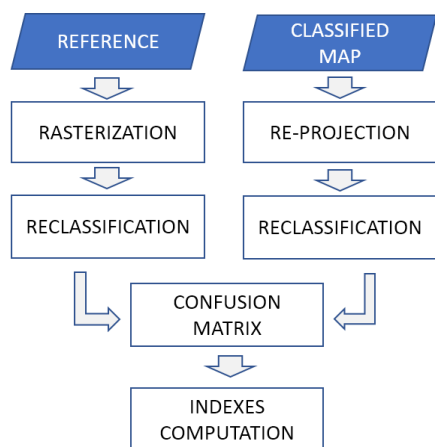 REFERENCE
CLASSIFIED
MAP
RASTERIZATION
RE-PROJECTION
RECLASSIFICATION
RECLASSIFICATION
CONFUSION
MATRIX
INDEXES
COMPUTATION